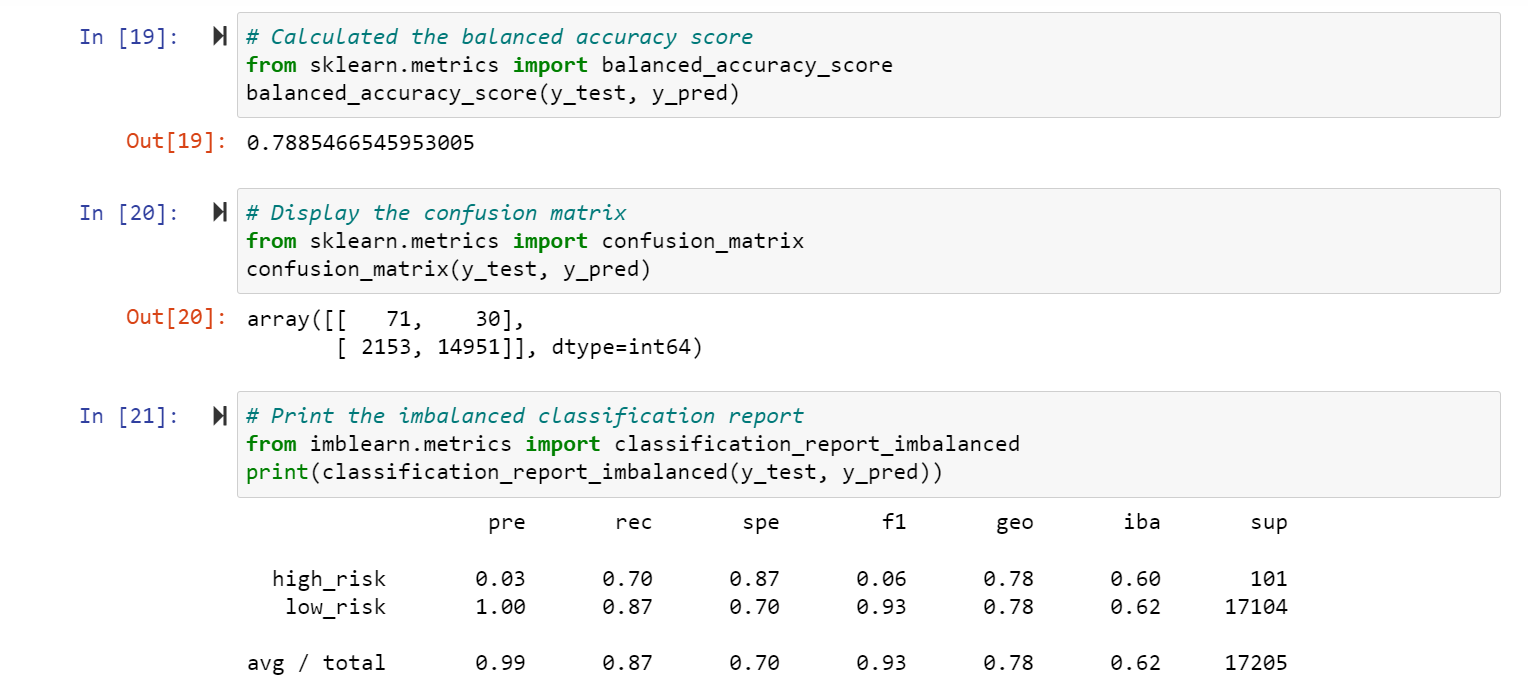 In [19]: # Calculated the balanced accuracy score
from sklearn.metrics import balanced_accuracy_score
balanced_accuracy_score(y_test, y_pred)
Out[19]: 0.7885466545953005
In [20]: # Display the confusion matrix
from sklearn.metrics import confusion_matrix
confusion_matrix(y_test, y_pred)
Out[20]: array([[   71,    30],
       [ 2153, 14951]], dtype=int64)
In [21]: # Print the imbalanced classification report
from imblearn.metrics import classification_report_imbalanced
print(classification_report_imbalanced(y_test, y_pred))
pre rec spe f1 geo iba sup
high_risk 0.03 0.70 0.87 0.06 0.78 0.60 101
low_risk 1.00 0.87 0.70 0.93 0.78 0.62 17104
avg / total 0.99 0.87 0.70 0.93 0.78 0.62 17205